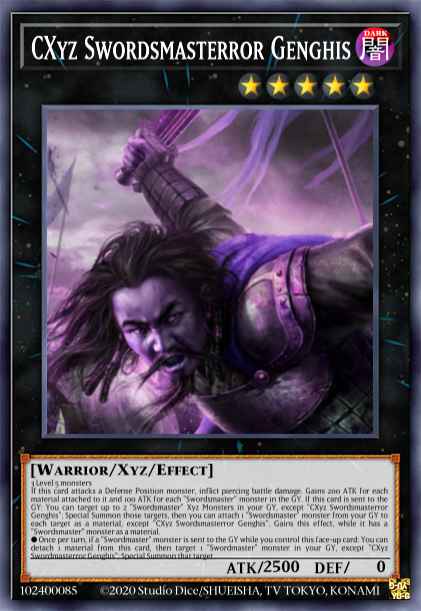 CXyz Swordsmasterror Genghis
DARK
闇
[Warrior/Xyz/Effect]
3 Level 5 monsters
If this card attacks a Defense Position monster, inflict piercing battle damage. Gains 200 ATK for each
material attached to it and 100 ATK for each "Swordsmaster" monster in the GY. If this card is sent to the
GY: You can target up to 2 "Swordsmaster" Xyz Monsters in your GY, except "CXyz Swordsmasterror
Genghis"; Special Summon those targets, then you can attach 1 "Swordsmaster" monster from your GY to
each target as a material, except "CXyz Swordsmasterror Genghis". Gains this effect, while it has a
"Swordsmaster" monster as a material.
● Once per turn, if a "Swordsmaster" monster is sent to the GY while you control this face-up card: You can
detach 1 material from this card, then target 1 "Swordsmaster" monster in your GY, except "CXyz
Swordsmasterror Genghis"; Special Summon that target.
ATK/2500 DEF/ 0
102400085 ©2020 Studio Dice/SHUEISHA, TV TOKYO, KONAMI